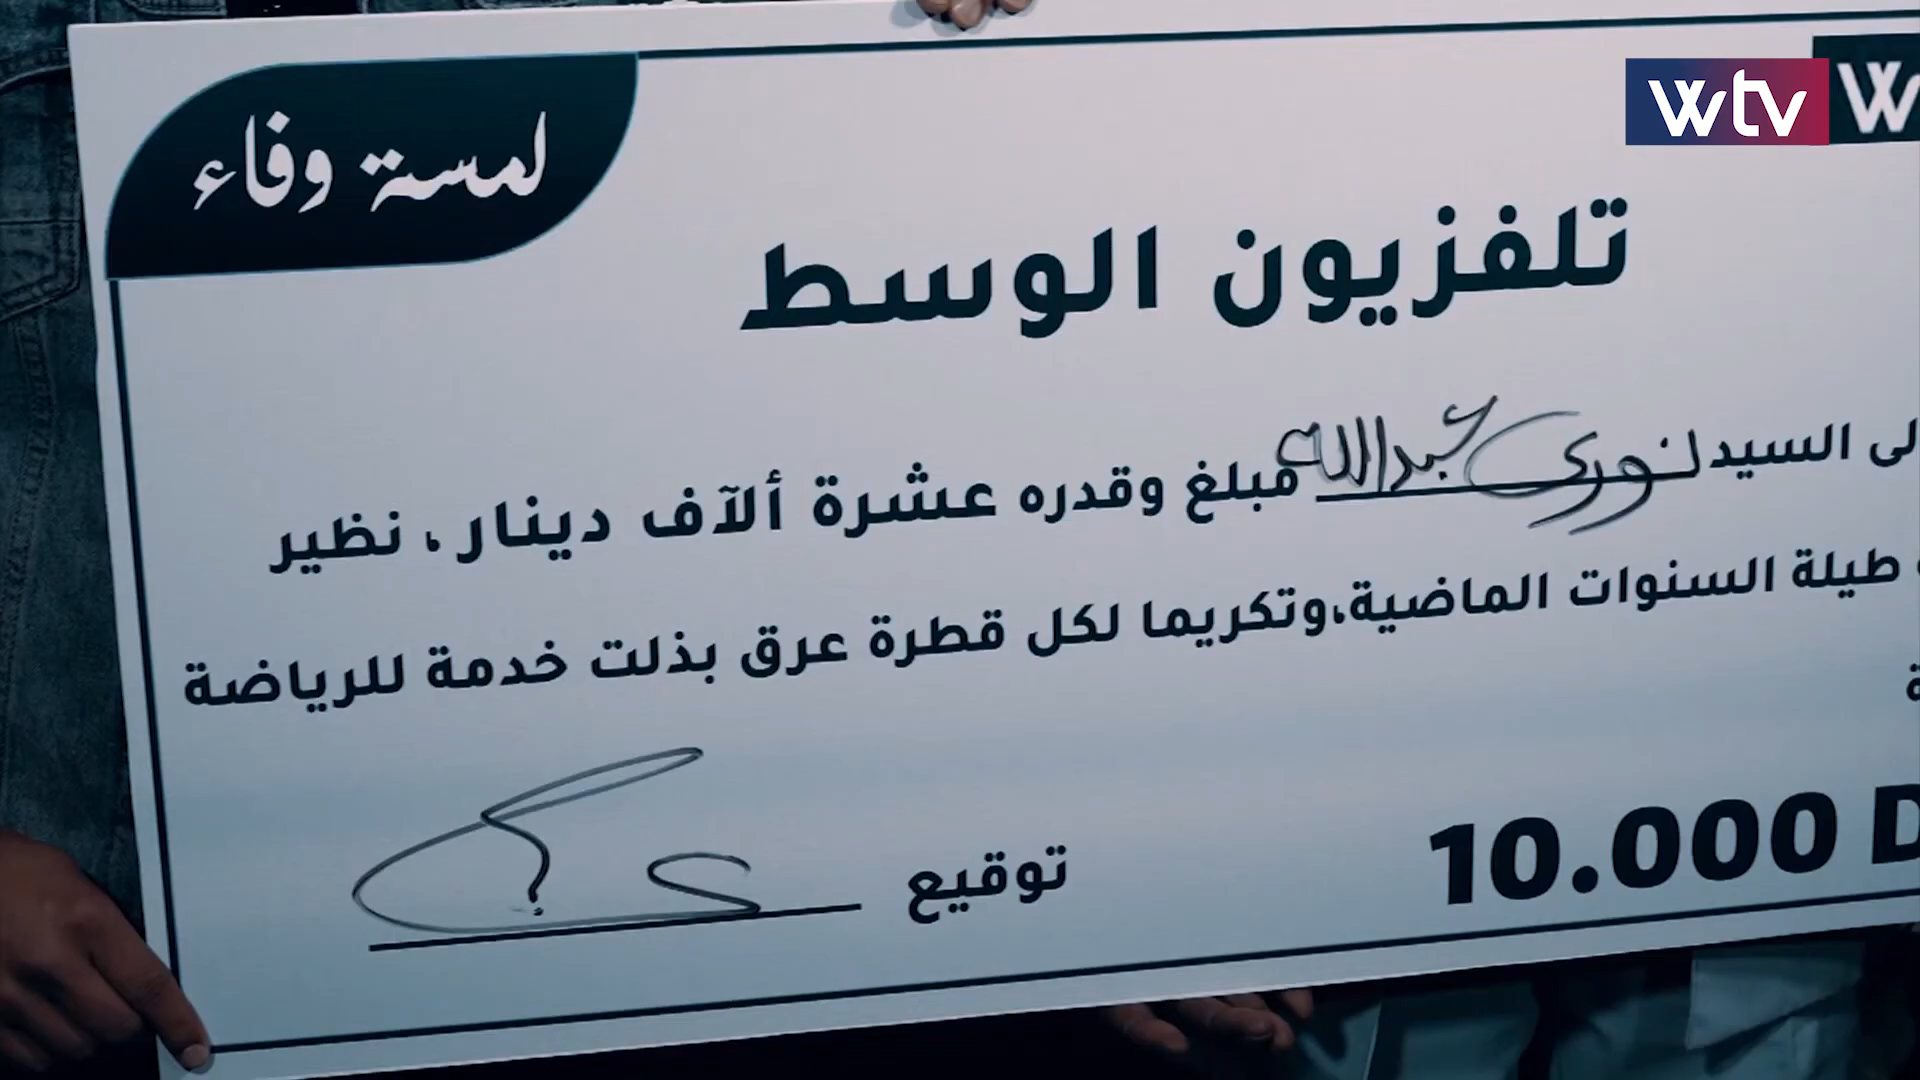 wtv
لمسة وفاء
تلفزيون الوسط
السيد نوري عبدالله مبلغ وقدره عشرة ألآف دينار، نظير
طيلة السنوات الماضية،وتكريما لكل قطرة عرق بذلت خدمة للرياضة
10.000 D
توقيع